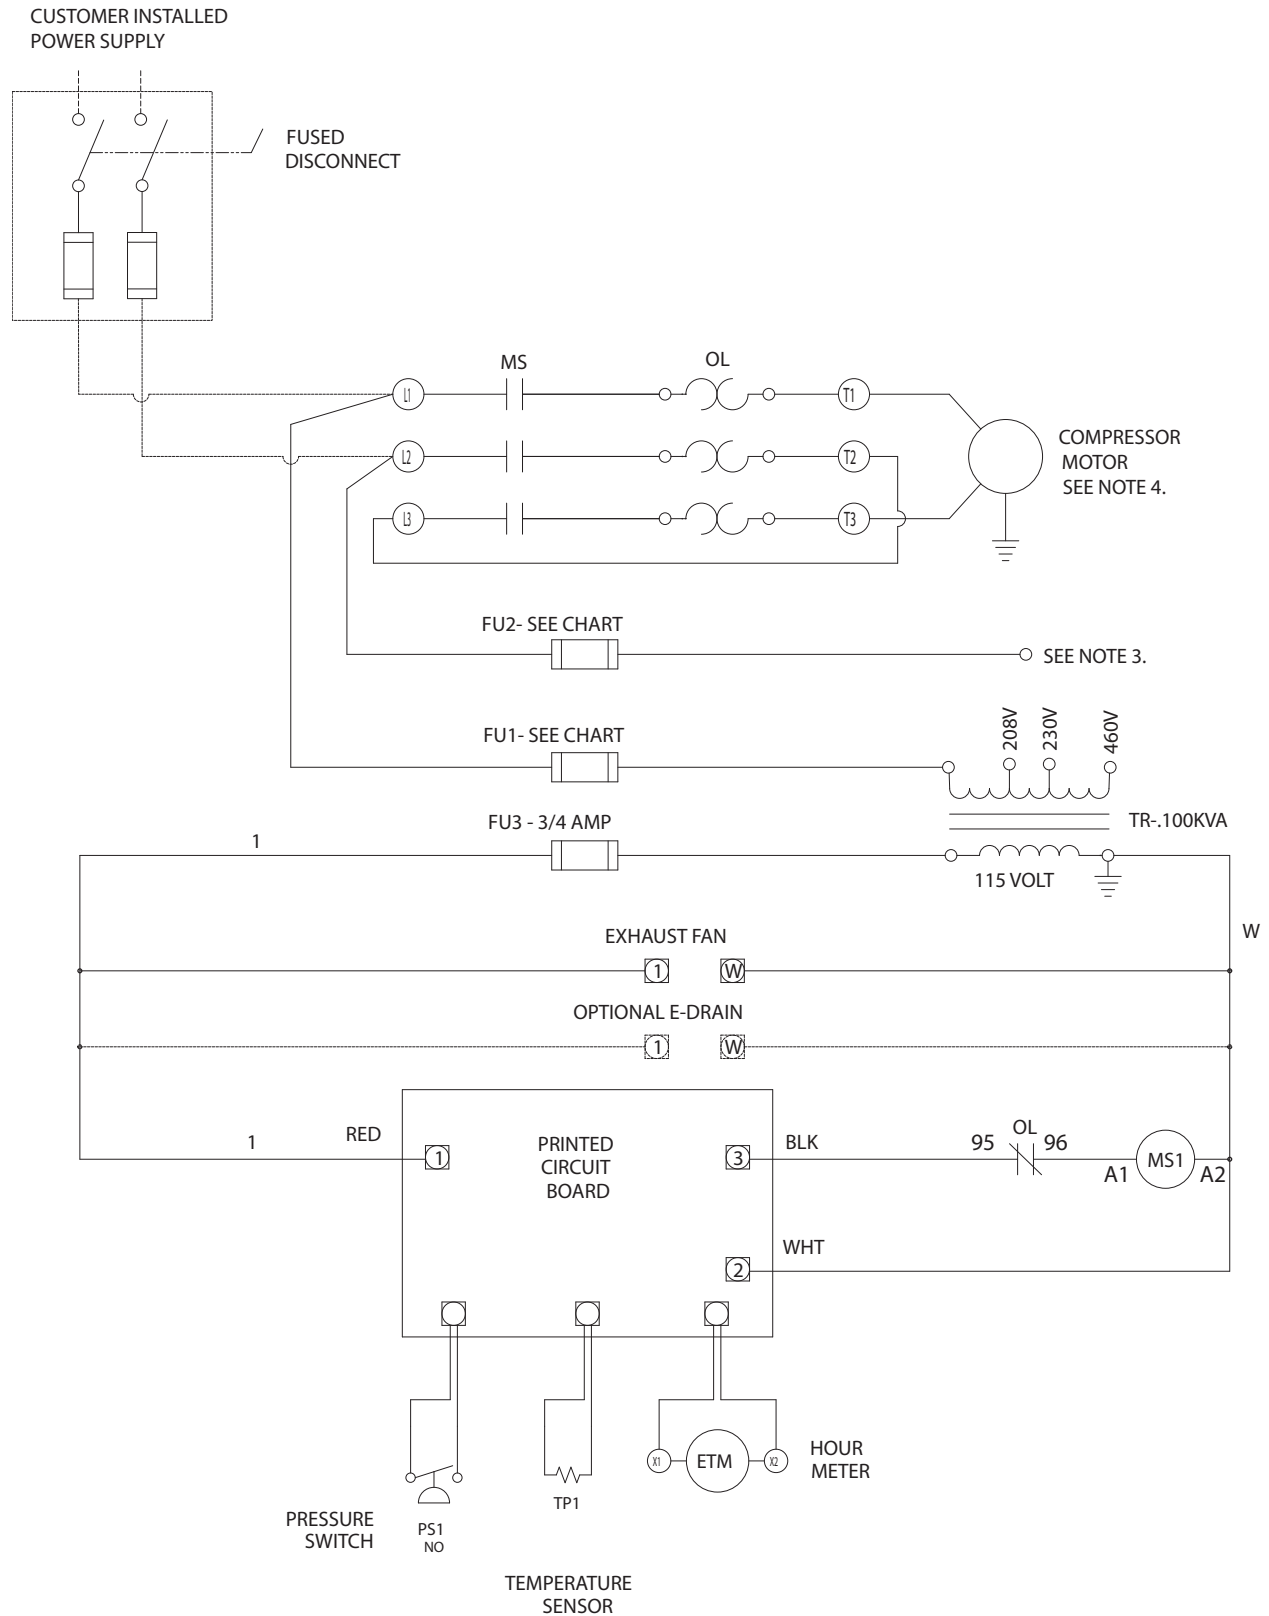 CUSTOMER INSTALLED
POWER SUPPLY
FUSED
DISCONNECT
MS
OL
L1
T1
L2
T2
L3
T3
COMPRESSOR
MOTOR
SEE NOTE 4.
FU2- SEE CHART
SEE NOTE 3.
FU1- SEE CHART
208V
230V
460V
FU3 - 3/4 AMP
TR-.100KVA
1
115 VOLT
W
EXHAUST FAN
1
W
OPTIONAL E-DRAIN
1
W
1
RED
1
PRINTED
CIRCUIT
BOARD
3
BLK
95
OL
96
A1
MS1
A2
2
WHT
X1
ETM
X2
HOUR
METER
PRESSURE
SWITCH
PS1
NO
TP1
TEMPERATURE
SENSOR